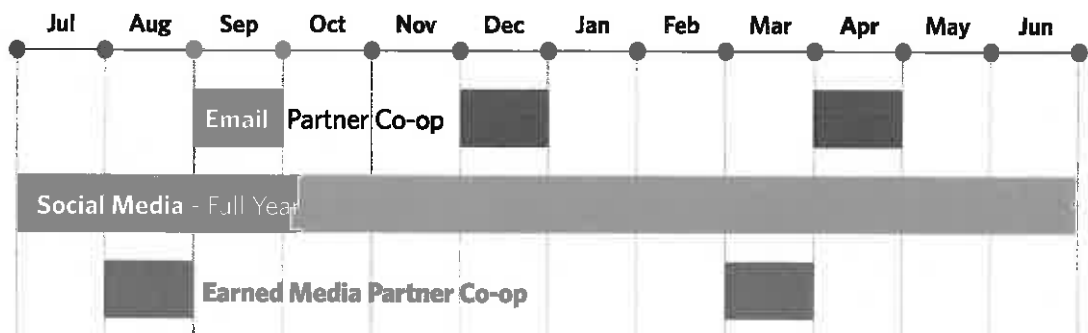 Jul Aug Sep Oct Nov Dec Jan Feb Mar Apr May Jun
Email Partner Co-op
Social Media - Full Year
Earned Media Partner Co-op